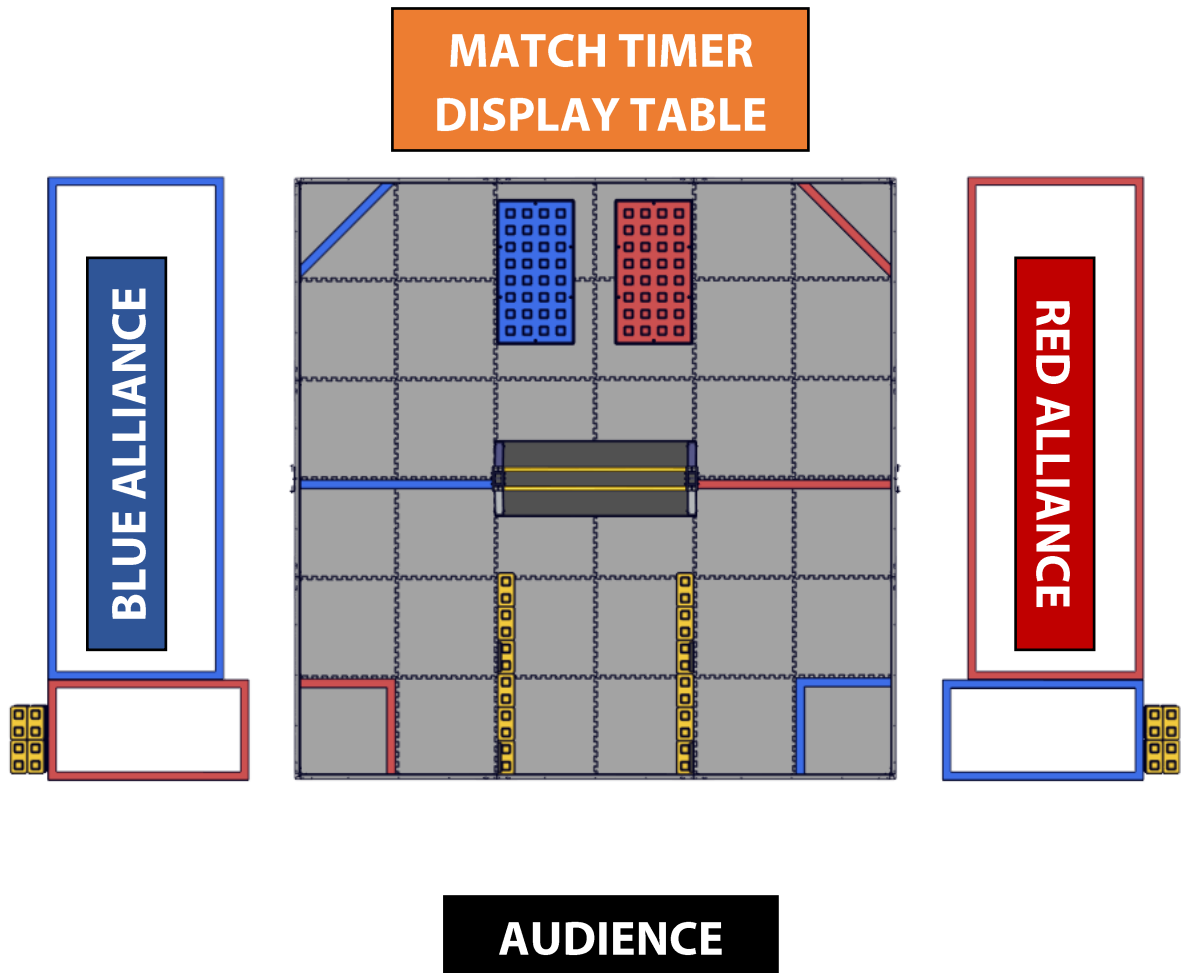 MATCH TIMER
DISPLAY TABLE
BLUE ALLIANCE
RED ALLIANCE
AUDIENCE